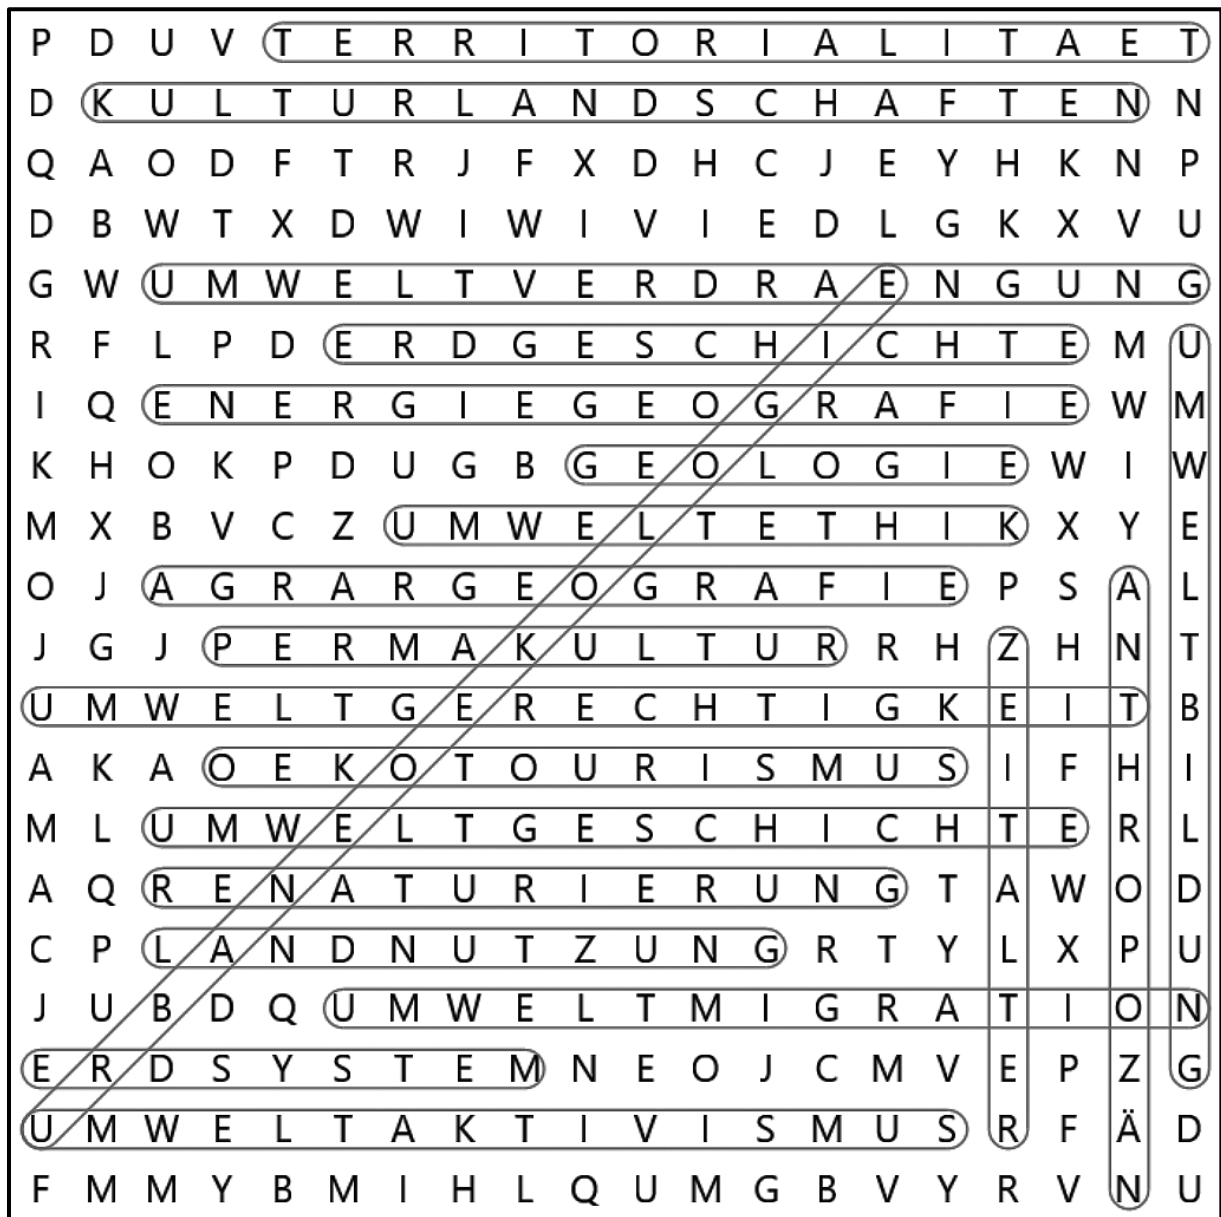 P D U V T E R R I T O R I A L I T A E T
D K U L T U R L A N D S C H A F T E N N
Q A O D F T R J F X D H C J E Y H K N P
D B W T X D W I W I V I E D L G K X V U
G W U M W E L T V E R D R A E N G U N G
R F L P D E R D G E S C H I C H T E M U
I Q E N E R G I E G E O G R A F I E W M
K H O K P D U G B G E O L O G I E W I W
M X B V C Z U M W E L T E T H I K X Y E
O J A G R A R G E O G R A F I E P S A L
J G J P E R M A K U L T U R R H Z H N T
U M W E L T G E R E C H T I G K E I T B
A K A O E K O T O U R I S M U S I F H I
M L U M W E L T G E S C H I C H T E R L
A Q R E N A T U R I E R U N G T A W O D
C P L A N D N U T Z U N G R T Y L X P U
J U B D Q U M W E L T M I G R A T I O N
E R D S Y S T E M N E O J C M V E P Z G
U M W E L T A K T I V I S M U S R F Ä D
F M M Y B M I H L Q U M G B V Y R V N U